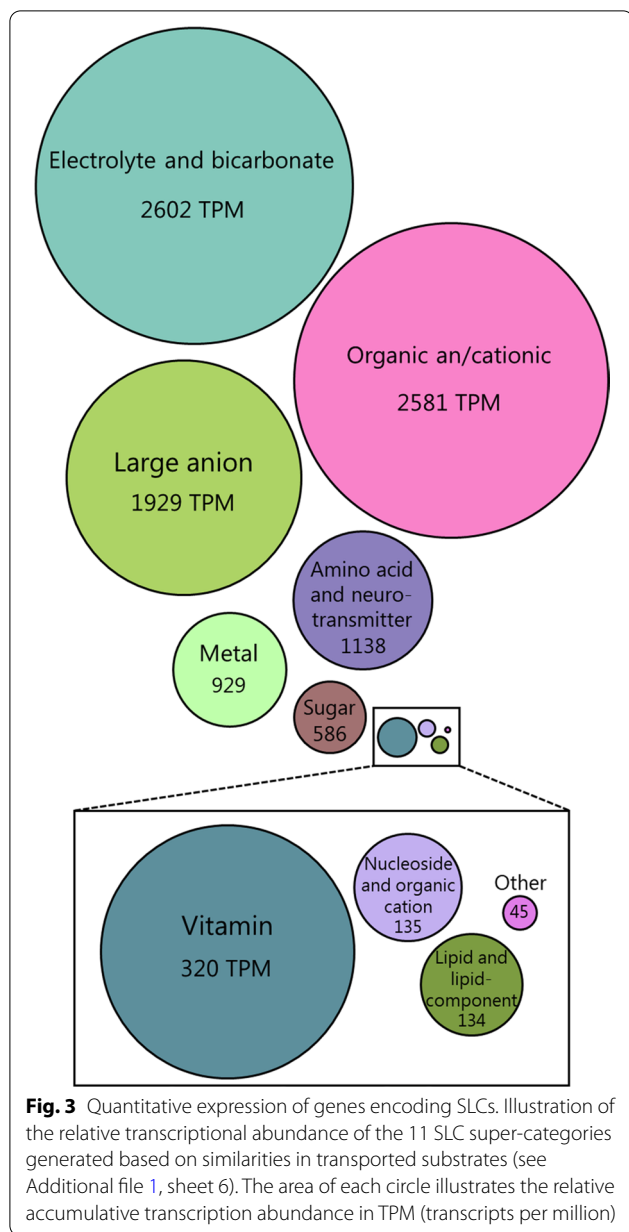 Electrolyte and bicarbonate
2602 TPM
Organic an/cationic
2581 TPM
Large anion
1929 TPM
Amino acid
and neuro-
transmitter
1138
Metal
929
Sugar
586
Vitamin
320 TPM
Nucleoside
and organic
cation
135
Other
45
Lipid and
lipid-
component
134
Fig. 3 Quantitative expression of genes encoding SLCs. Illustration of
the relative transcriptional abundance of the 11 SLC super-categories
generated based on similarities in transported substrates (see
Additional file 1, sheet 6). The area of each circle illustrates the relative
accumulative transcription abundance in TPM (transcripts per million)